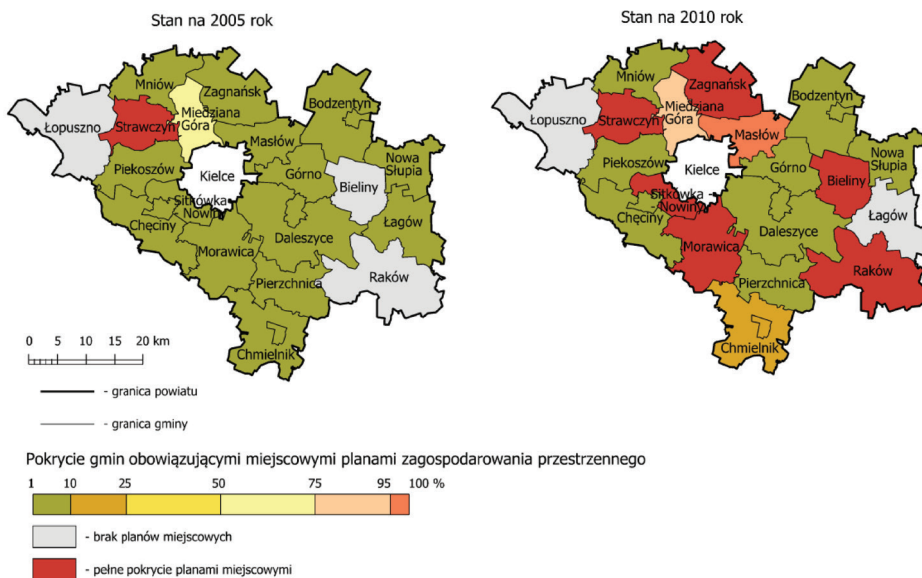 Stan na 2005 rok
Mniów
Zagnańsk
Bodzentyn
Łopuszno
Strawczyn
Miedziana
Góra
Masłów
Nowa
Słupia
Piekoszów
Kielce
Górno
Bieliny
Sitkówka -
Nowiny
Chęciny
Łagów
Daleszyce
Morawica
Raków
Pierzchnica
Chmielnik
Stan na 2010 rok
Mniów
Zagnańsk
Bodzentyn
Łopuszno
Strawczyn
Miedziana
Góra
Masłów
Nowa
Słupia
Piekoszów
Kielce
Górno
Bieliny
Sitkówka -
- Nowiny
Chęciny
Łagów
Daleszyce
Morawica
Raków
Pierzchnica
Chmielnik
0 5 10 15 20 km
- granica powiatu
- granica gminy
Pokrycie gmin obowiązującymi miejscowymi planami zagospodarowania przestrzennego
1 10 25 50 75 95 100 %
- brak planów miejscowych
- pełne pokrycie planami miejscowymi